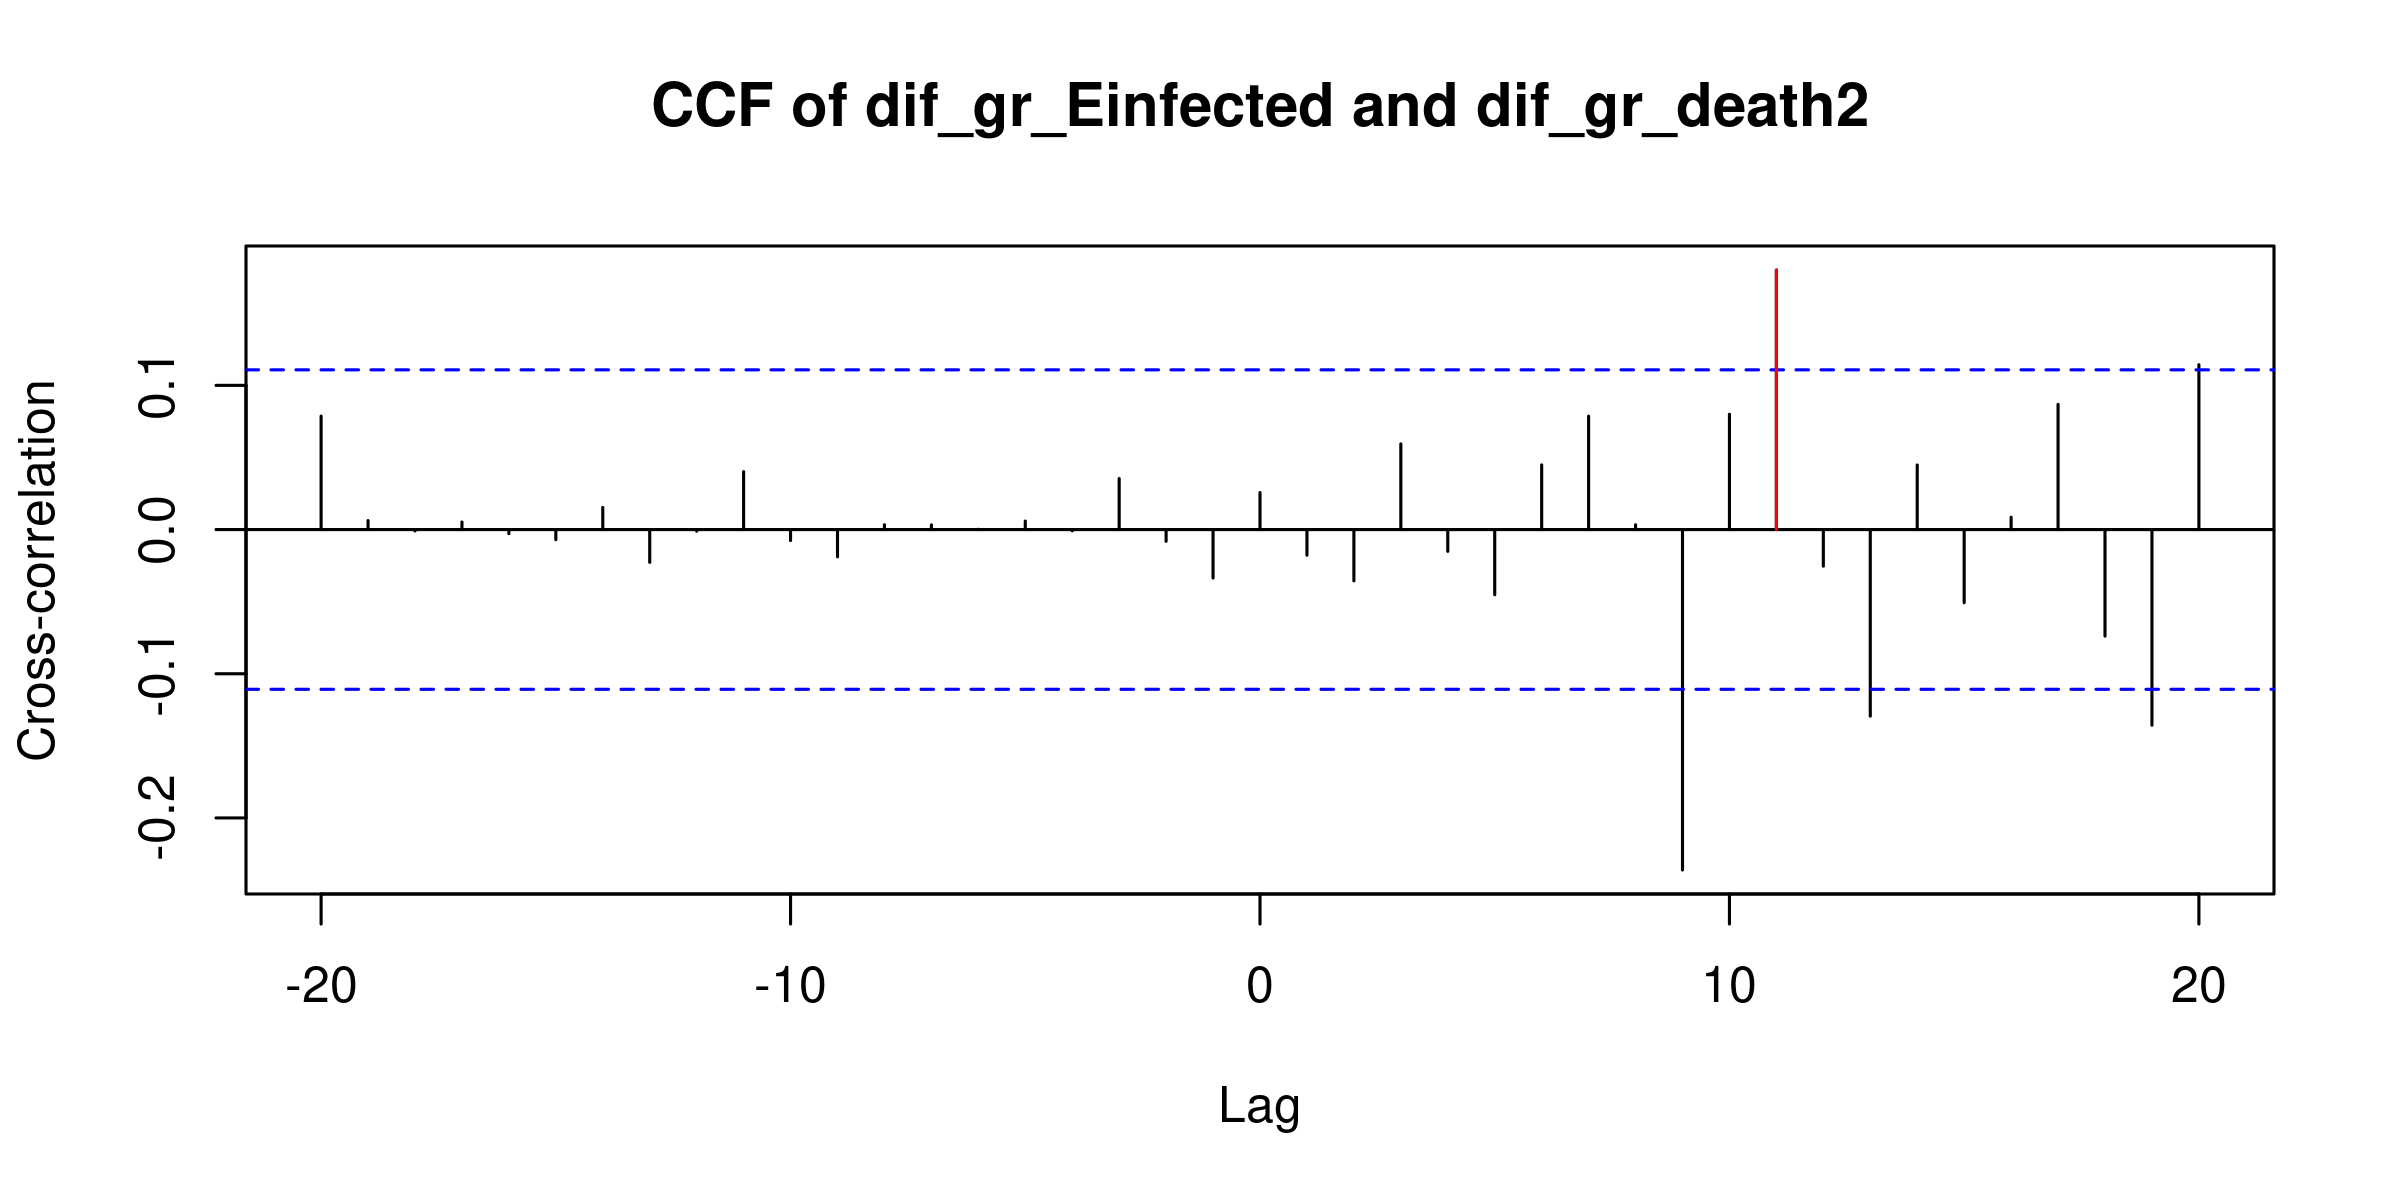 CCF of dif_gr_Einfected and dif_gr_death2
Cross-correlation
0.1
0.0
-0.1
-0.2
-20 -10 0 10 20
Lag